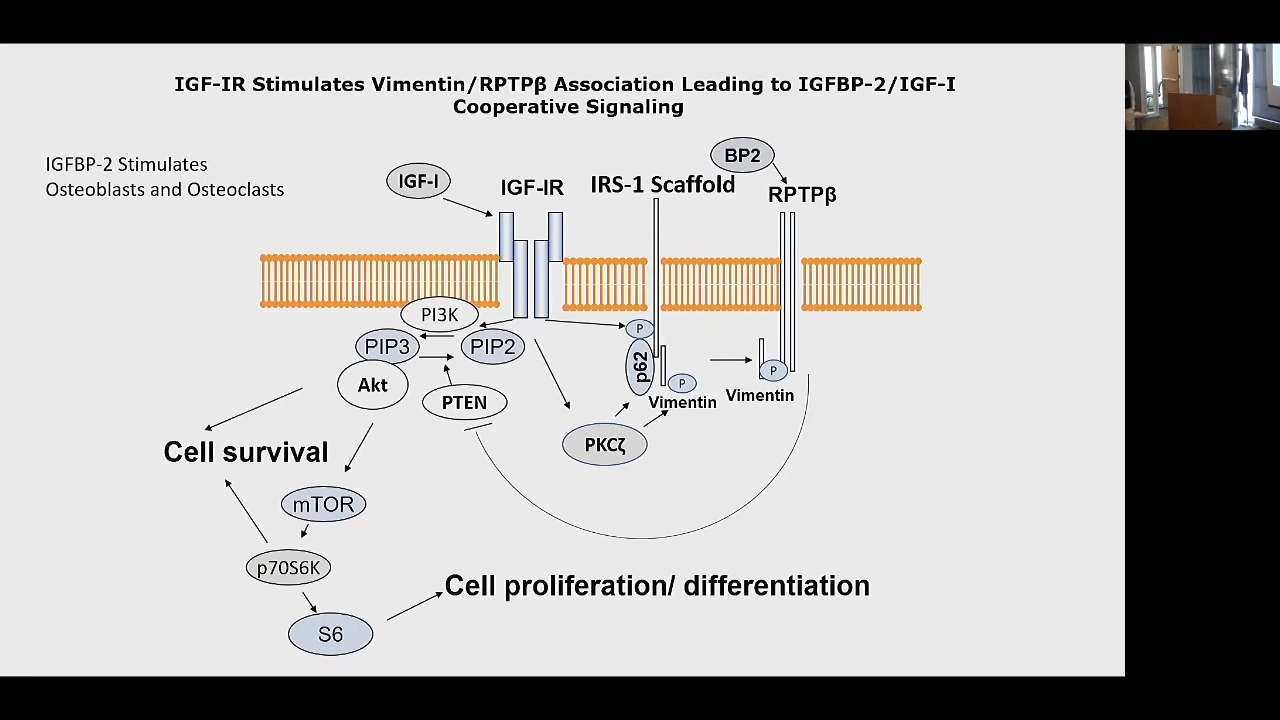 IGF-IR Stimulates Vimentin/RPTPβ Association Leading to IGFBP-2/IGF-I
Cooperative Signaling
IGFBP-2 Stimulates
Osteoblasts and Osteoclasts
BP2
IGF-I
IGF-IR
IRS-1 Scaffold
RPTPβ
PI3K
PIP3
PIP2
P
p62
Akt
PTEN
P
Vimentin
P
Vimentin
PKCζ
Cell survival
mTOR
p70S6K
Cell proliferation/ differentiation
S6